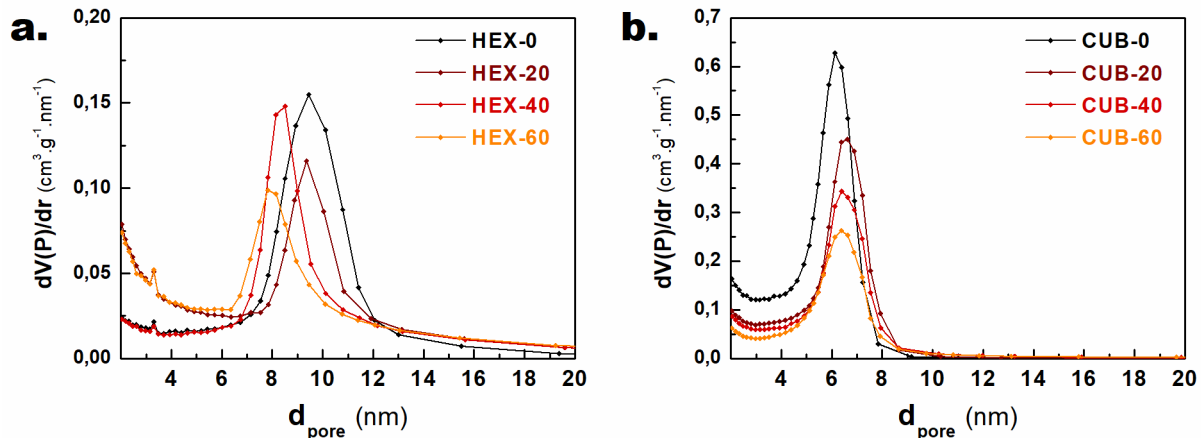 a.
0,20
0,15
0,10
0,05
0,00
dV(P)/dr (cm³.g⁻¹.nm⁻¹)
HEX-0
HEX-20
HEX-40
HEX-60
4 6 8 10 12 14 16 18 20
d_pore (nm)
b.
0,7
0,6
0,5
0,4
0,3
0,2
0,1
0,0
dV(P)/dr (cm³.g⁻¹.nm⁻¹)
CUB-0
CUB-20
CUB-40
CUB-60
4 6 8 10 12 14 16 18 20
d_pore (nm)